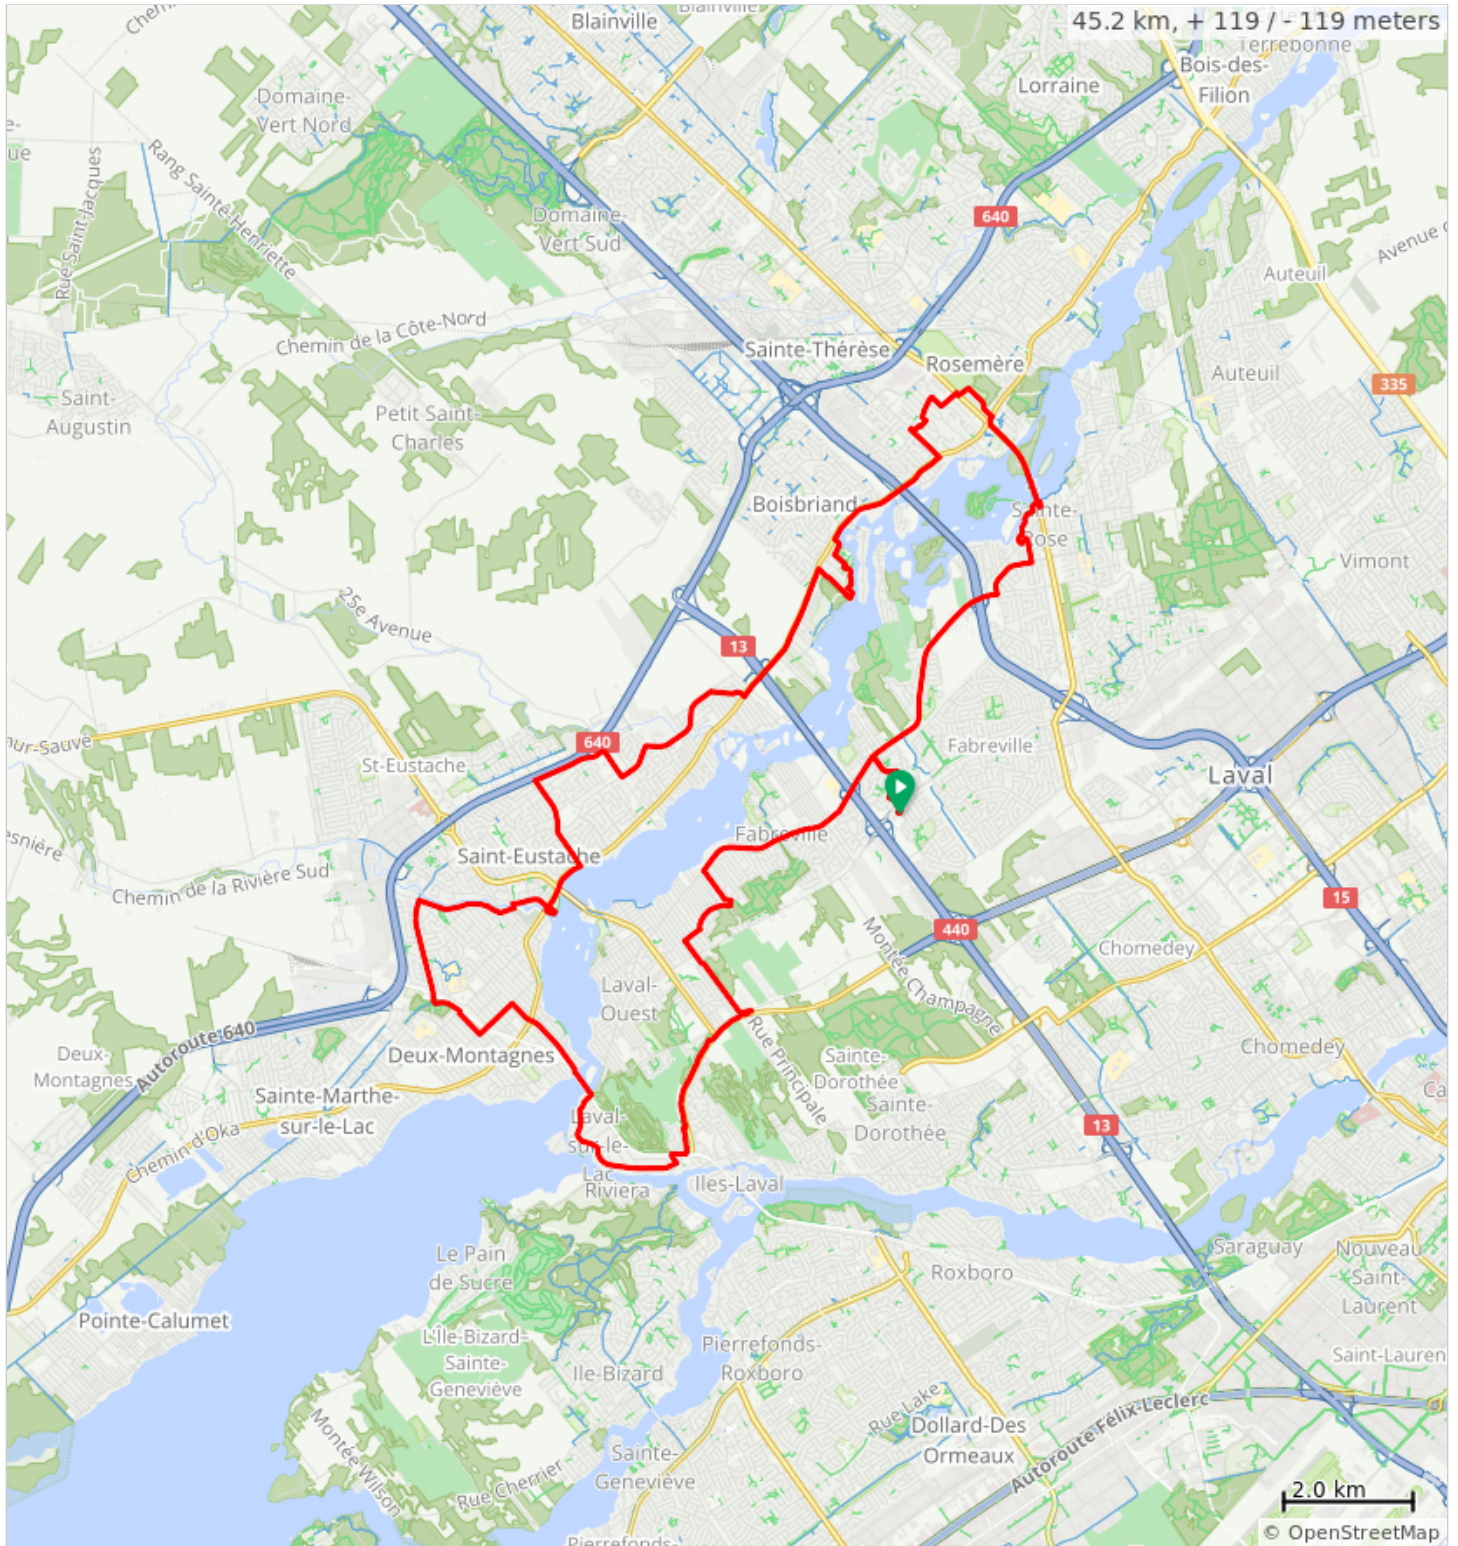 45.2 km, + 119 / - 119 meters
Blainville
Blainville
Terrebonne
Bois-des-
Filion
Lorraine
Domaine-
Vert Nord
Rang Sainte-Henriette
Rue Saint-Jacques
Domaine-
Vert Sud
640
Avenue
Auteuil
Chemin de la Côte-Nord
Sainte-Thérèse
Rosemère
Auteuil
335
Saint-
Augustin
Petit Saint-
Charles
Boisbriand
Sainte-
Rose
Vimont
25e Avenue
13
640
St-Eustache
Fabreville
Laval
Fabreville
Saint-Eustache
Chemin de la Rivière Sud
15
440
Montée Champagne
Chomedey
Laval-
Ouest
Rue Principale
Autoroute 640
Deux-
Montagnes
Deux-Montagnes
Sainte-
Dorothée
Chomedey
Sainte-Marthe-
sur-le-Lac
Sainte-
Dorothée
Laval-
sur-le-
Lac
13
Chemin d'Oka
Riviera
Iles-Laval
Le Pain
de Sucre
Roxboro
Saraguay
Nouveau
Saint-
Laurent
Pointe-Calumet
L'Île-Bizard-
Sainte-
Geneviève
Ile-Bizard
Pierrefonds-
Roxboro
Saint-Lauren
Rue Lake
Autoroute Félix-Leclerc
Dollard-Des
Ormeaux
Montée Wilson
Rue Cherrier
Sainte-
Geneviève
2.0 km
Pierrefonds-
© OpenStreetMap